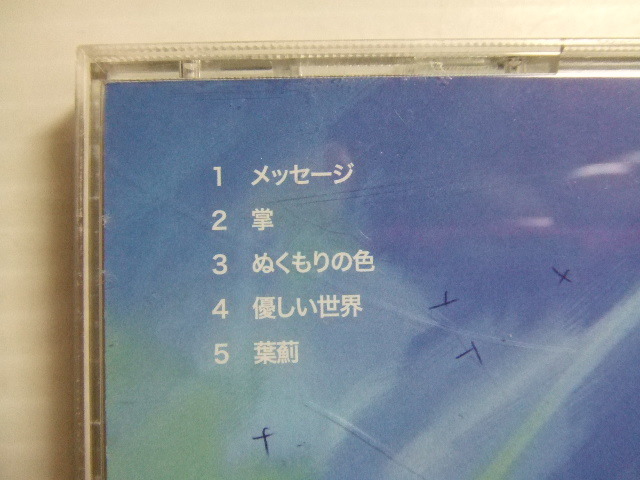 1 メッセージ
2 掌
3 ぬくもりの色
4 優しい世界
5 葉薊